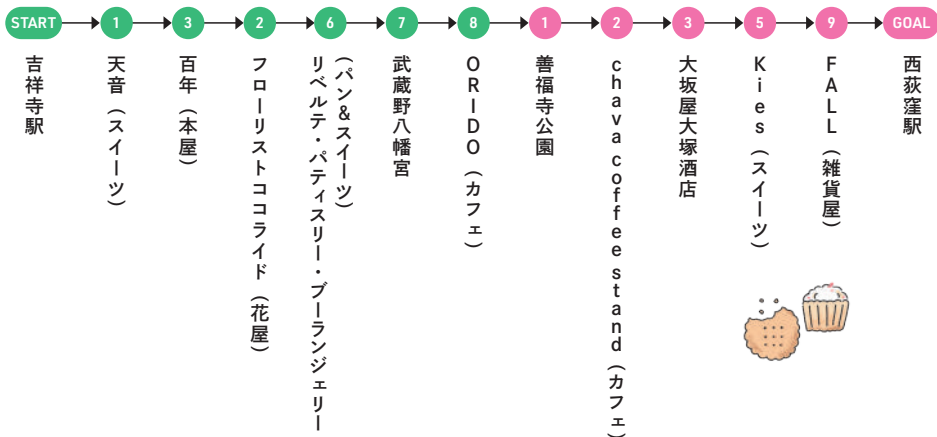 START
吉祥寺駅
1
天音（スイーツ）
3
百年（本屋）
2
フローリストココライド（花屋）
6
リベルテ・パティスリー・ブーランジェリー
（パン＆スイーツ）
7
武蔵野八幡宮
8
ORIDO（カフェ）
1
善福寺公園
2
chava coffee stand（カフェ）
3
大坂屋大塚酒店
5
Kies（スイーツ）
9
FALL（雑貨屋）
GOAL
西荻窪駅